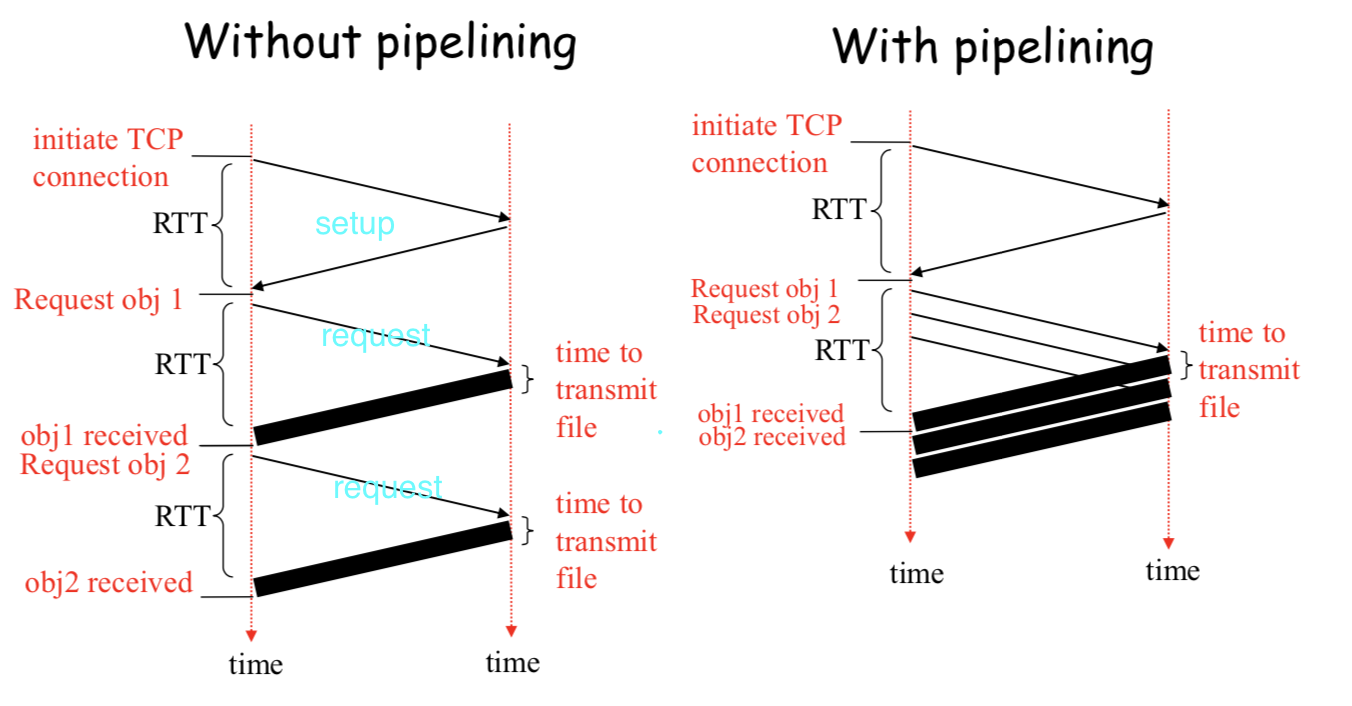 Without pipelining
initiate TCP
connection
RTT
setup
Request obj 1
request
RTT
time to
transmit
file
obj1 received
Request obj 2
request
RTT
time to
transmit
file
obj2 received
time
time
With pipelining
initiate TCP
connection
RTT
Request obj 1
Request obj 2
RTT
time to
transmit
file
obj1 received
obj2 received
time
time